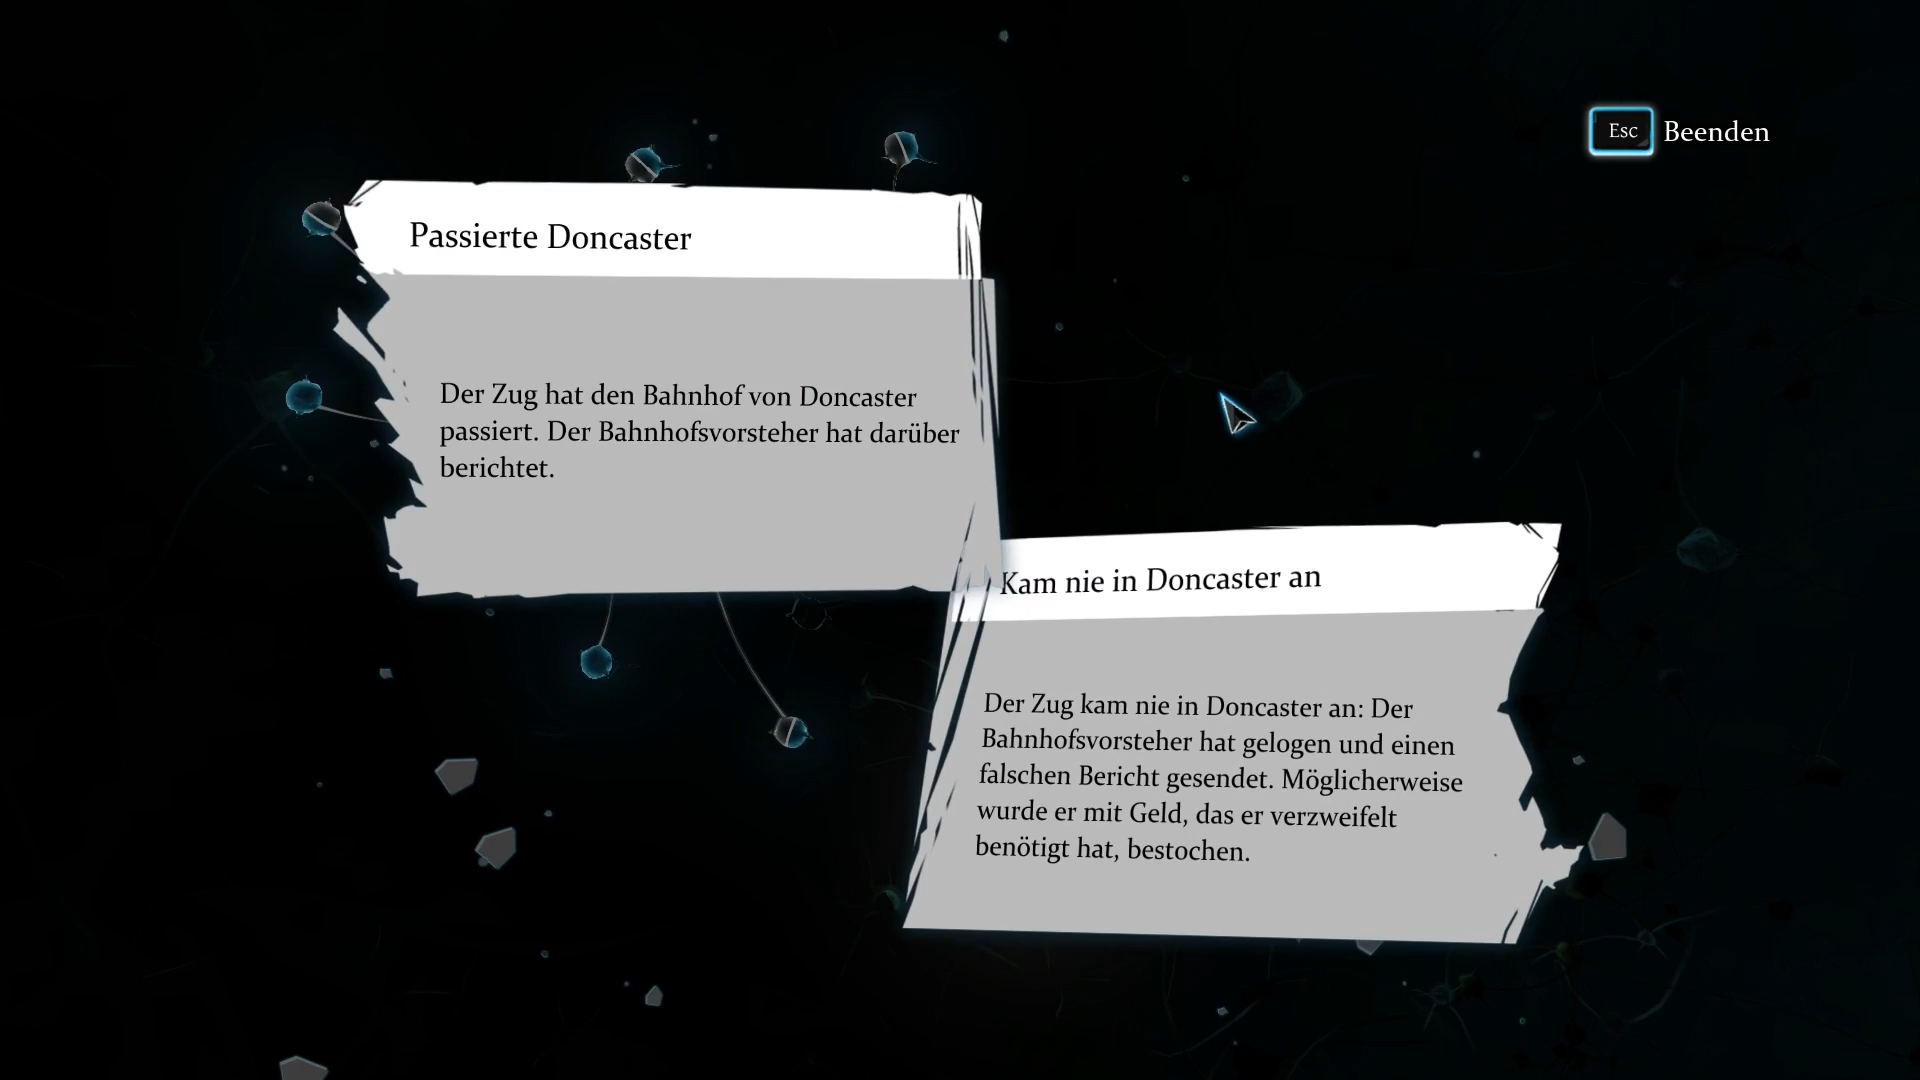 Esc Beenden
Passierte Doncaster
Der Zug hat den Bahnhof von Doncaster
passiert. Der Bahnhofsvorsteher hat darüber
berichtet.
Kam nie in Doncaster an
Der Zug kam nie in Doncaster an: Der
Bahnhofsvorsteher hat gelogen und einen
falschen Bericht gesendet. Möglicherweise
wurde er mit Geld, das er verzweifelt
benötigt hat, bestochen.